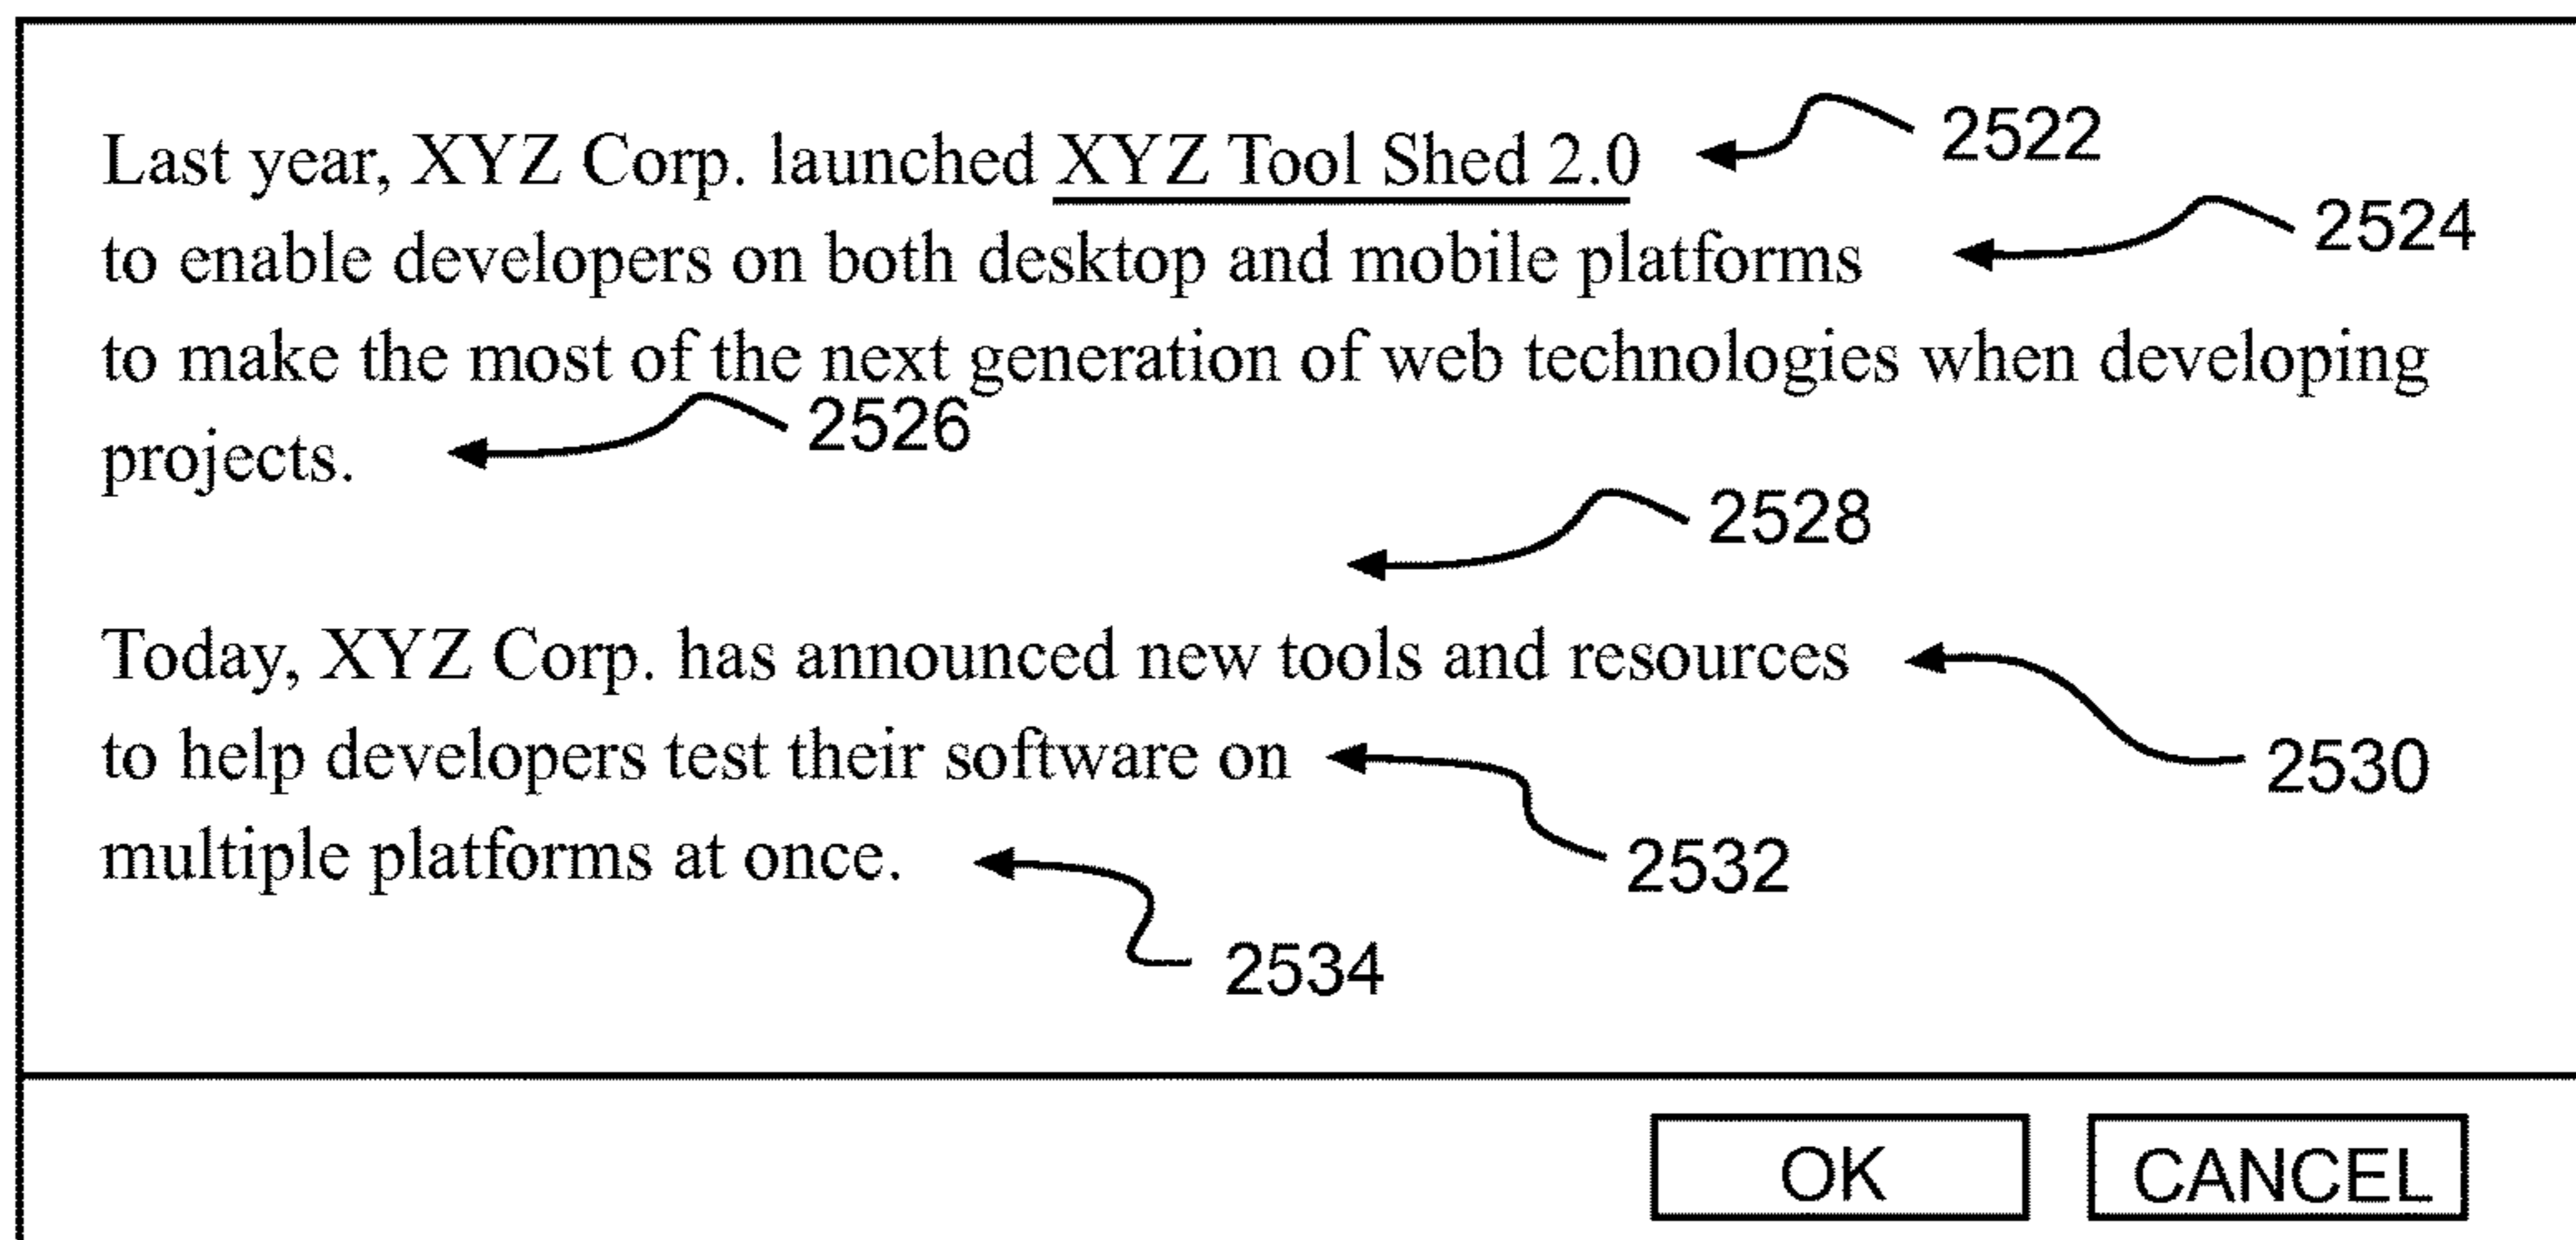 Last year, XYZ Corp. launched XYZ Tool Shed 2.0 2522
to enable developers on both desktop and mobile platforms 2524
to make the most of the next generation of web technologies when developing
projects. 2526
2528
Today, XYZ Corp. has announced new tools and resources 2530
to help developers test their software on 2532
multiple platforms at once. 2534
OK CANCEL